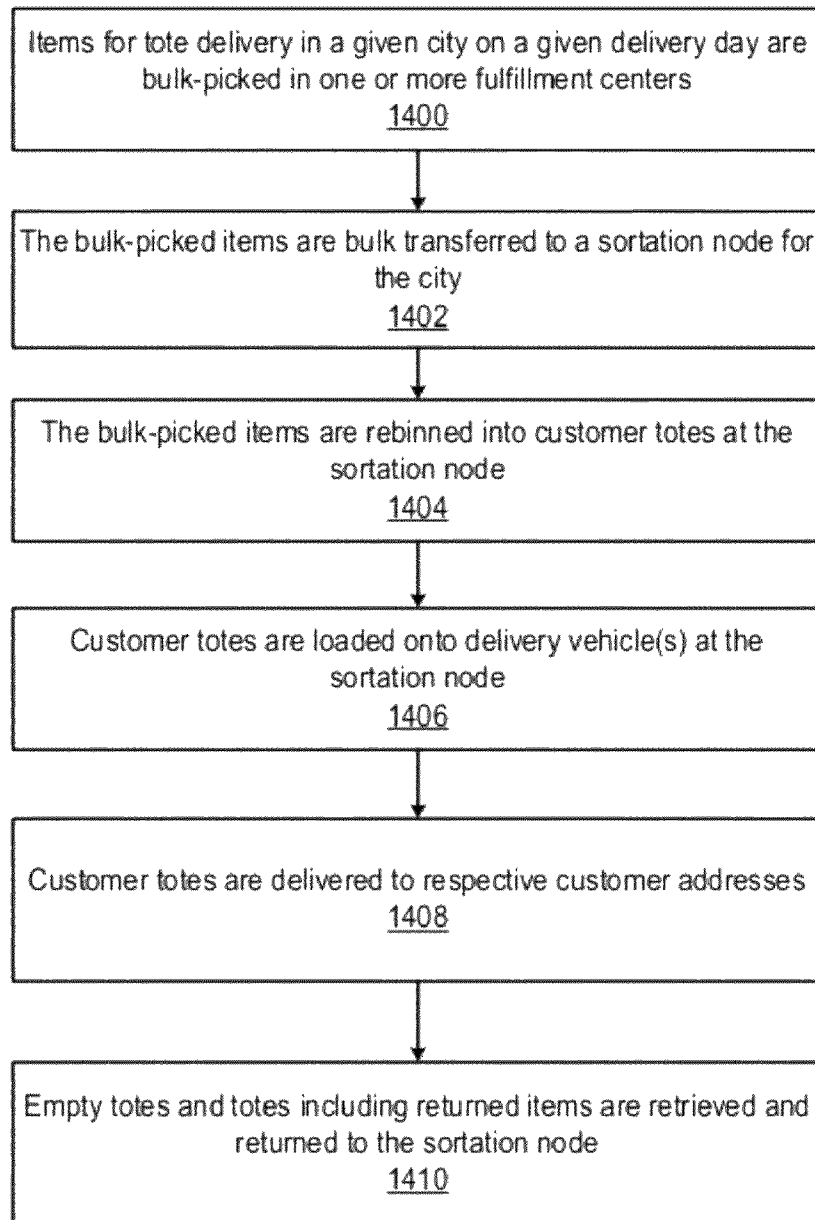 Items for tote delivery in a given city on a given delivery day are
bulk-picked in one or more fulfillment centers
1400
The bulk-picked items are bulk transferred to a sortation node for
the city
1402
The bulk-picked items are rebinned into customer totes at the
sortation node
1404
Customer totes are loaded onto delivery vehicle(s) at the
sortation node
1406
Customer totes are delivered to respective customer addresses
1408
Empty totes and totes including returned items are retrieved and
returned to the sortation node
1410